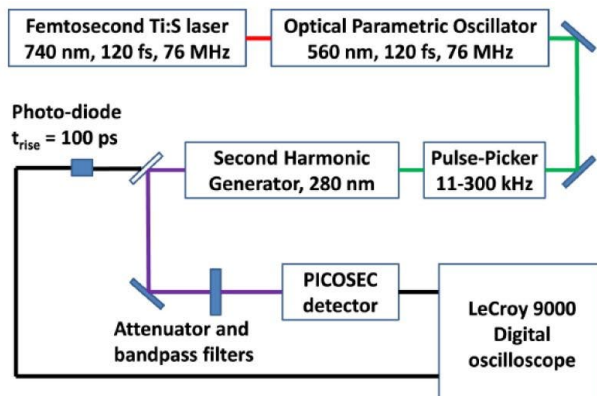 Femtosecond Ti:S laser
740 nm, 120 fs, 76 MHz
Optical Parametric Oscillator
560 nm, 120 fs, 76 MHz
Photo-diode
trise = 100 ps
Second Harmonic
Generator, 280 nm
Pulse-Picker
11-300 kHz
PICOSEC
detector
Attenuator and
bandpass filters
LeCroy 9000
Digital
oscilloscope